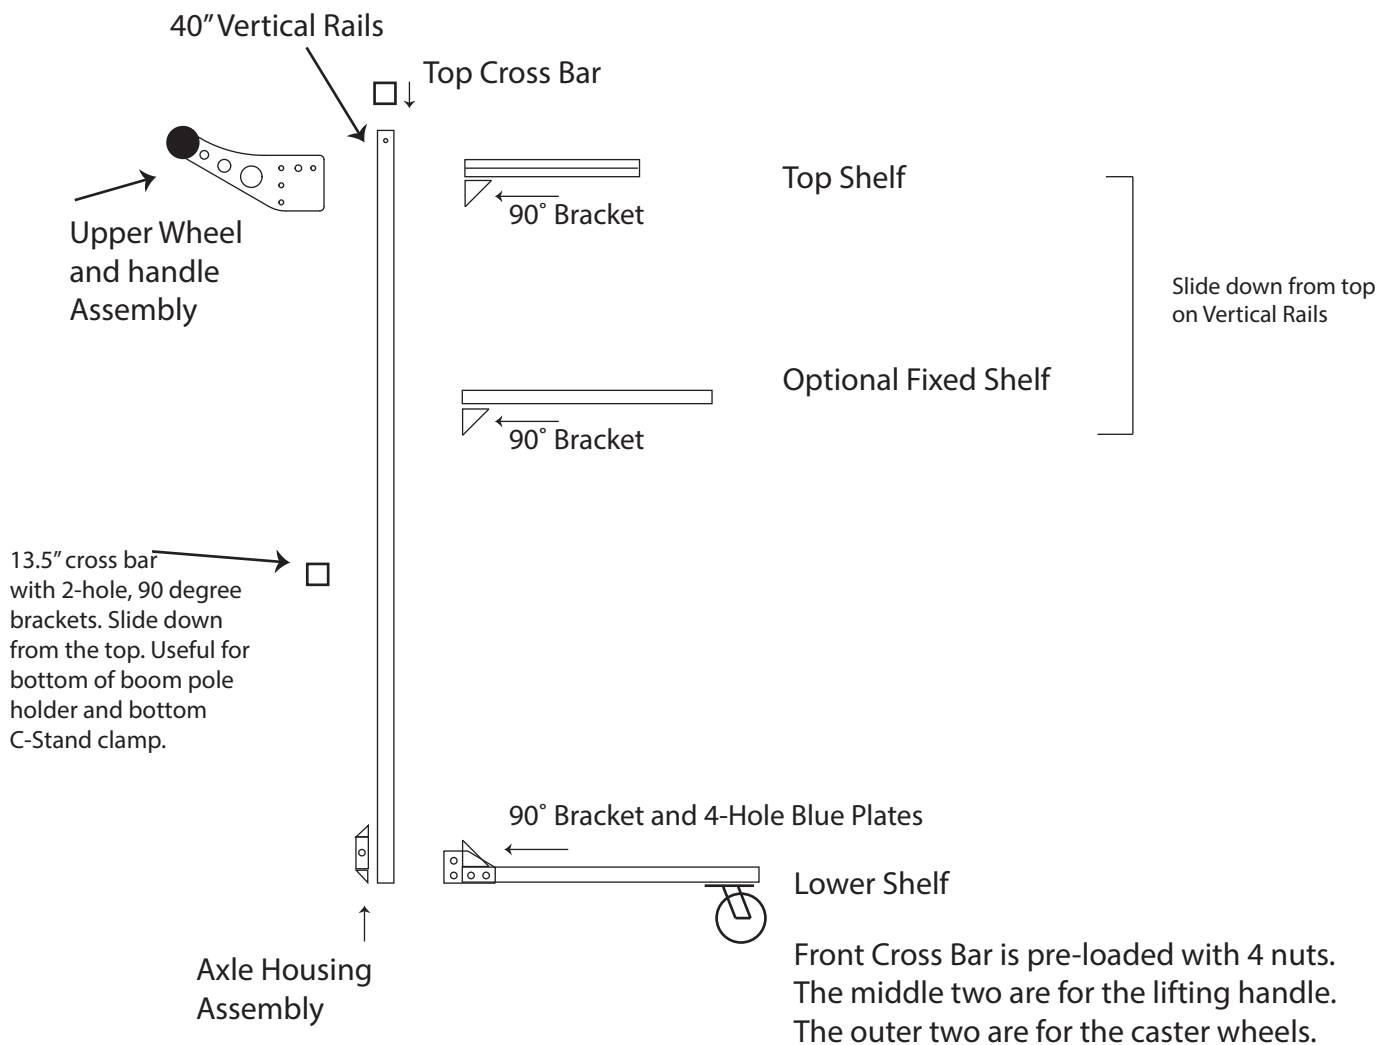 40” Vertical Rails
Top Cross Bar
Top Shelf
90˚ Bracket
Upper Wheel
and handle
Assembly
Slide down from top
on Vertical Rails
Optional Fixed Shelf
90˚ Bracket
13.5” cross bar
with 2-hole, 90 degree
brackets. Slide down
from the top. Useful for
bottom of boom pole
holder and bottom
C-Stand clamp.
90˚ Bracket and 4-Hole Blue Plates
Lower Shelf
Axle Housing
Assembly
Front Cross Bar is pre-loaded with 4 nuts.
The middle two are for the lifting handle.
The outer two are for the caster wheels.